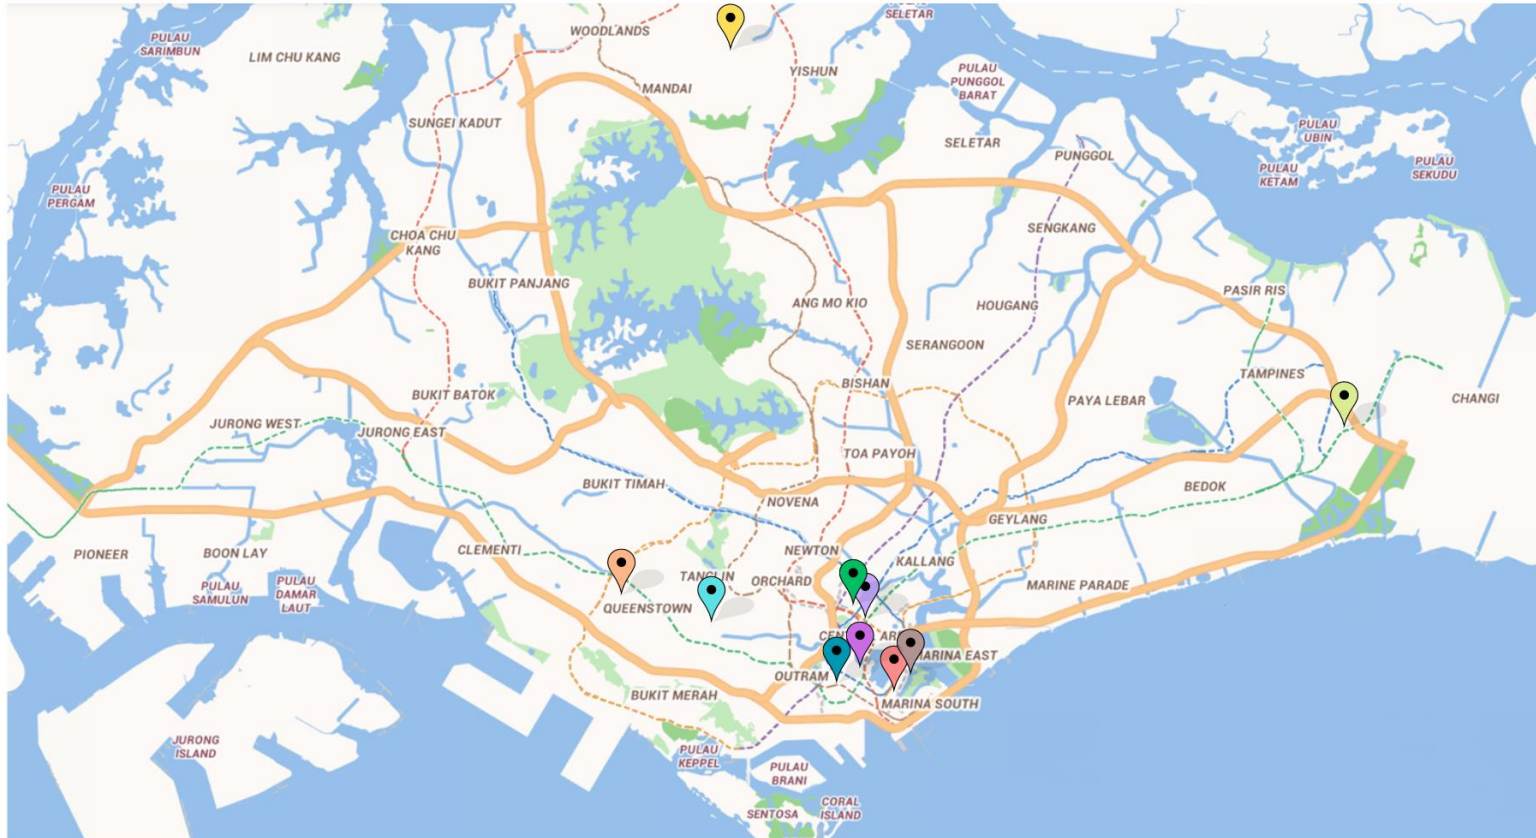 PULAU
SARIMBUN
LIM CHU KANG
WOODLANDS
SELETAR
MANDAI
YISHUN
PULAU
PUNGGOL
BARAT
SUNGEI KADUT
SELETAR
PUNGGOL
PULAU
UBIN
PULAU
KETAM
PULAU
SEKUDU
PULAU
PERGAM
CHOA CHU
KANG
SENGKANG
BUKIT PANJANG
ANG MO KIO
HOUGANG
PASIR RIS
SERANGOON
BISHAN
TAMPINES
BUKIT BATOK
PAYA LEBAR
CHANGI
JURONG WEST
JURONG EAST
TOA PAYOH
BUKIT TIMAH
BEDOK
NOVENA
GEYLANG
PIONEER
BOON LAY
CLEMENTI
NEWTON
KALLANG
PULAU
SAMULUN
PULAU
DAMAR
LAUT
TANGLIN
ORCHARD
MARINE PARADE
QUEENSTOWN
MARINA EAST
OUTRAM
BUKIT MERAH
MARINA SOUTH
JURONG
ISLAND
PULAU
KEPPEL
PULAU
BRANI
SENTOSA
CORAL
ISLAND